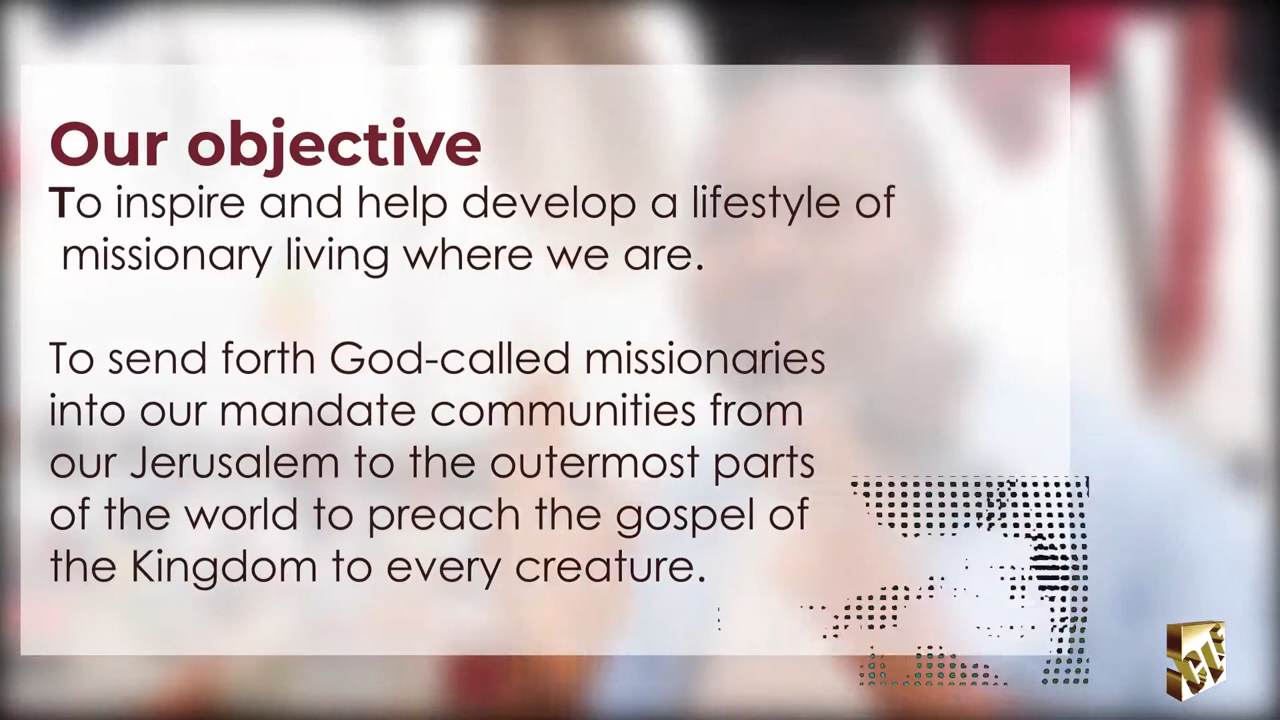 Our objective
To inspire and help develop a lifestyle of
missionary living where we are.
To send forth God-called missionaries
into our mandate communities from
our Jerusalem to the outermost parts
of the world to preach the gospel of
the Kingdom to every creature.